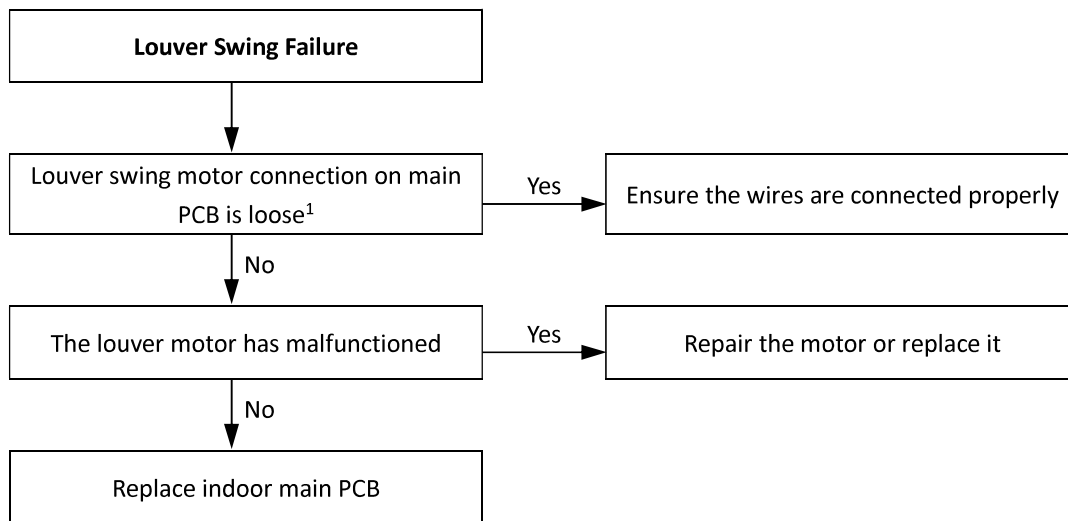 Louver Swing Failure
Louver swing motor connection on main
PCB is loose¹
Yes
Ensure the wires are connected properly
No
The louver motor has malfunctioned
Yes
Repair the motor or replace it
No
Replace indoor main PCB